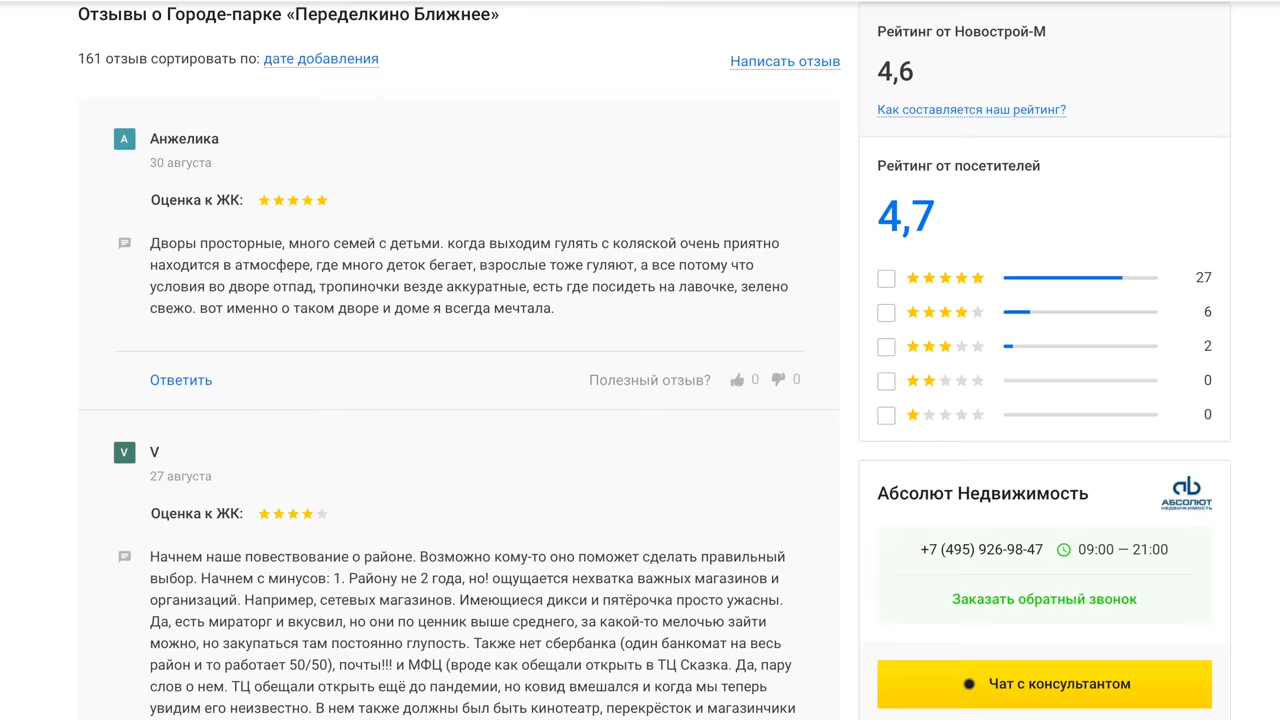 Отзывы о Городе-парке «Переделкино Ближнее»
161 отзыв сортировать по: дате добавления
Написать отзыв
А
Анжелика
30 августа
Оценка к ЖК:
Дворы просторные, много семей с детьми. когда выходим гулять с коляской очень приятно
находится в атмосфере, где много деток бегает, взрослые тоже гуляют, а все потому что
условия во дворе отпад, тропиночки везде аккуратные, есть где посидеть на лавочке, зелено
свежо. вот именно о таком дворе и доме я всегда мечтала.
Ответить
Полезный отзыв? 0 0
V
V
27 августа
Оценка к ЖК:
Начнем наше повествование о районе. Возможно кому-то оно поможет сделать правильный
выбор. Начнем с минусов: 1. Району не 2 года, но! ощущается нехватка важных магазинов и
организаций. Например, сетевых магазинов. Имеющиеся дикси и пятёрочка просто ужасны.
Да, есть мираторг и вкусвил, но они по ценник выше среднего, за какой-то мелочью зайти
можно, но закупаться там постоянно глупость. Также нет сбербанка (один банкомат на весь
район и то работает 50/50), почты!!! и МФЦ (вроде как обещали открыть в ТЦ Сказка. Да, пару
слов о нем. ТЦ обещали открыть ещё до пандемии, но ковид вмешался и когда мы теперь
увидим его неизвестно. В нем также должны был быть кинотеатр, перекрёсток и магазинчики
Рейтинг от Новострой-М
4,6
Как составляется наш рейтинг?
Рейтинг от посетителей
4,7
27
6
2
0
0
Абсолют Недвижимость
АБСОЛЮТ
НЕДВИЖИМОСТЬ
+7 (495) 926-98-47 09:00 — 21:00
Заказать обратный звонок
Чат с консультантом